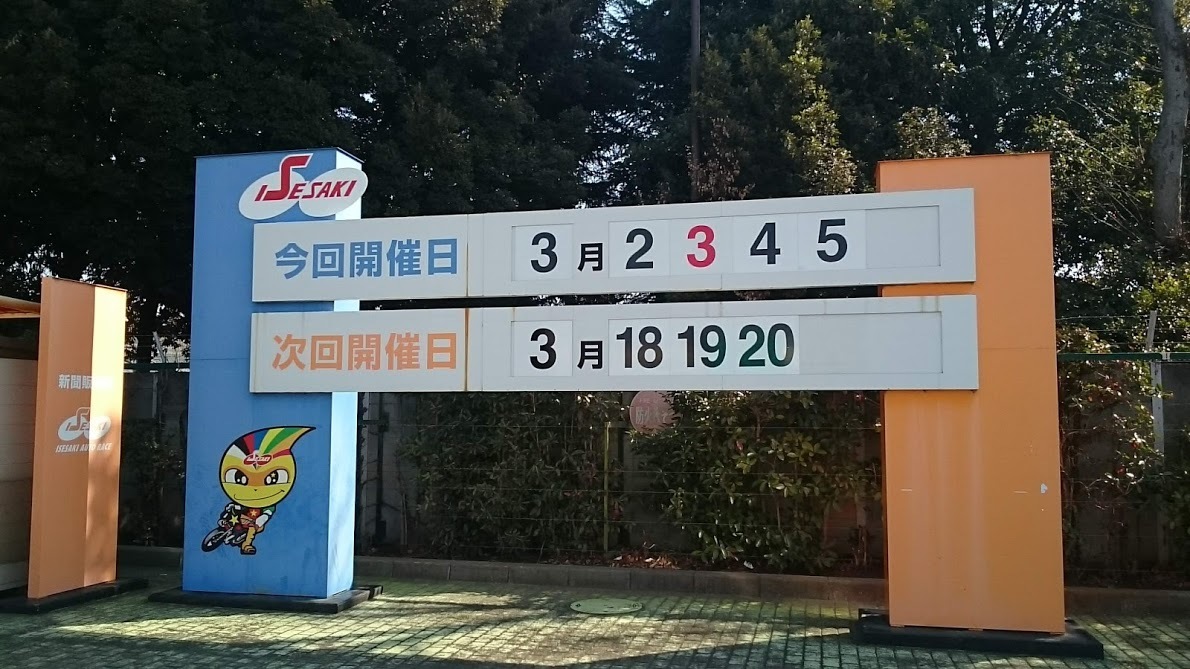 ISESAKI
今回開催日 3月 2 3 4 5
次回開催日 3月 18 19 20
新聞販
ISESAKI
ISESAKI AUTO RACE